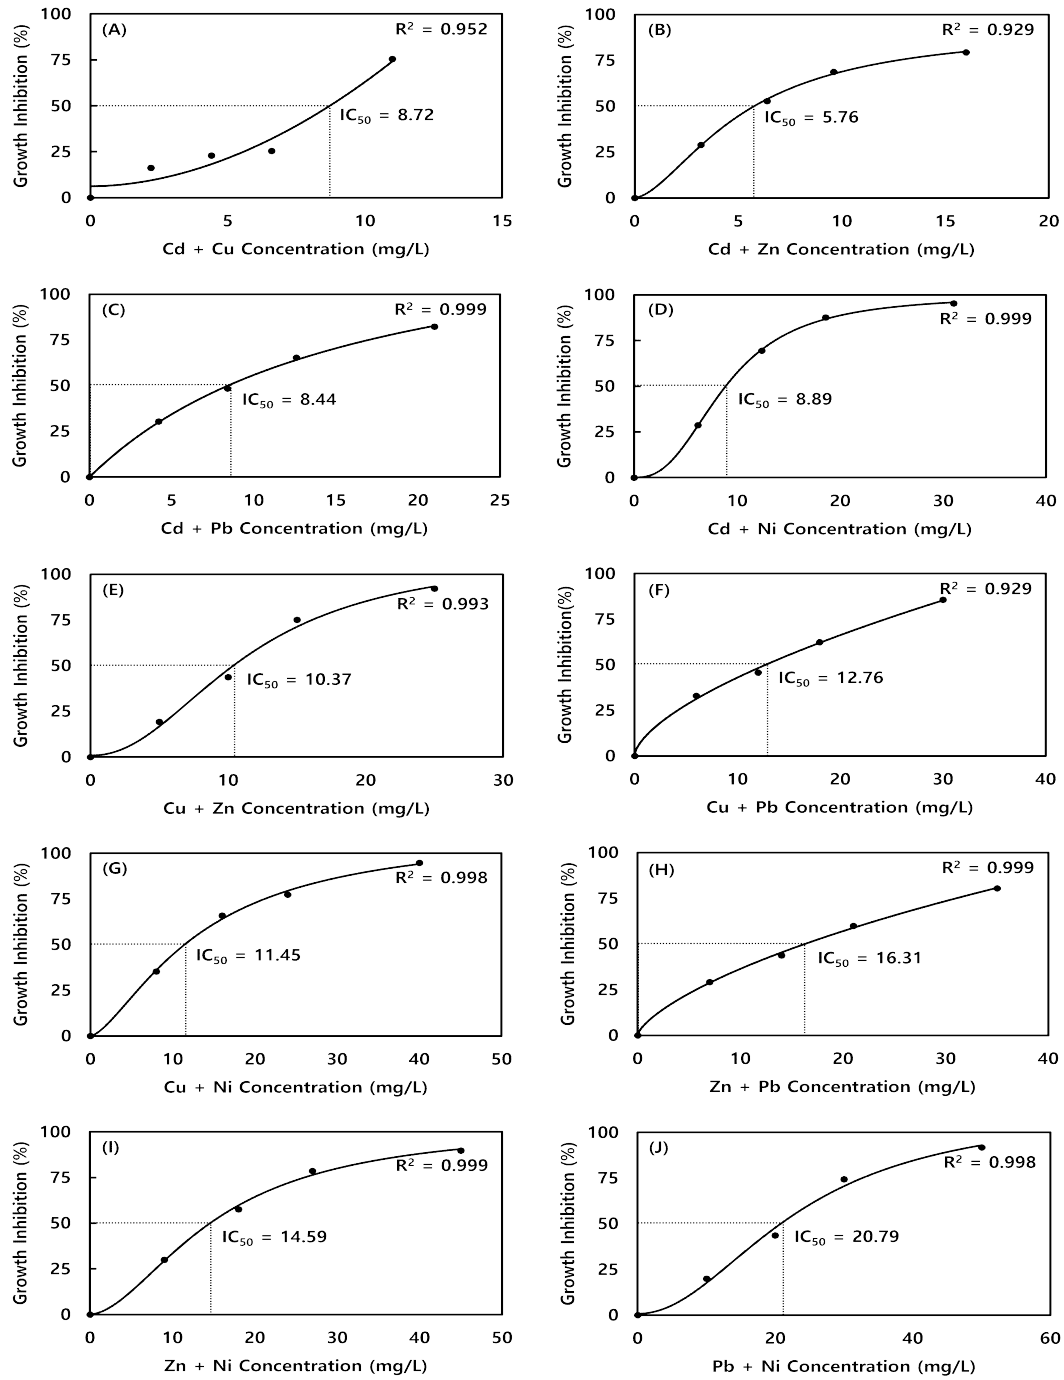 (A)
R² = 0.952
Growth Inhibition (%)
100
75
50
25
0
IC₅₀ = 8.72
0 5 10 15
Cd + Cu Concentration (mg/L)
(B)
R² = 0.929
Growth Inhibition (%)
100
75
50
25
0
IC₅₀ = 5.76
0 5 10 15 20
Cd + Zn Concentration (mg/L)
(C)
R² = 0.999
Growth Inhibition (%)
100
75
50
25
0
IC₅₀ = 8.44
0 5 10 15 20 25
Cd + Pb Concentration (mg/L)
(D)
R² = 0.999
Growth Inhibition (%)
100
75
50
25
0
IC₅₀ = 8.89
0 10 20 30 40
Cd + Ni Concentration (mg/L)
(E)
R² = 0.993
Growth Inhibition (%)
100
75
50
25
0
IC₅₀ = 10.37
0 10 20 30
Cu + Zn Concentration (mg/L)
(F)
R² = 0.929
Growth Inhibition(%)
100
75
50
25
0
IC₅₀ = 12.76
0 10 20 30 40
Cu + Pb Concentration (mg/L)
(G)
R² = 0.998
Growth Inhibition (%)
100
75
50
25
0
IC₅₀ = 11.45
0 10 20 30 40 50
Cu + Ni Concentration (mg/L)
(H)
R² = 0.999
Growth Inhibition (%)
100
75
50
25
0
IC₅₀ = 16.31
0 10 20 30 40
Zn + Pb Concentration (mg/L)
(I)
R² = 0.999
Growth Inhibition (%)
100
75
50
25
0
IC₅₀ = 14.59
0 10 20 30 40 50
Zn + Ni Concentration (mg/L)
(J)
R² = 0.998
Growth Inhibition (%)
100
75
50
25
0
IC₅₀ = 20.79
0 20 40 60
Pb + Ni Concentration (mg/L)